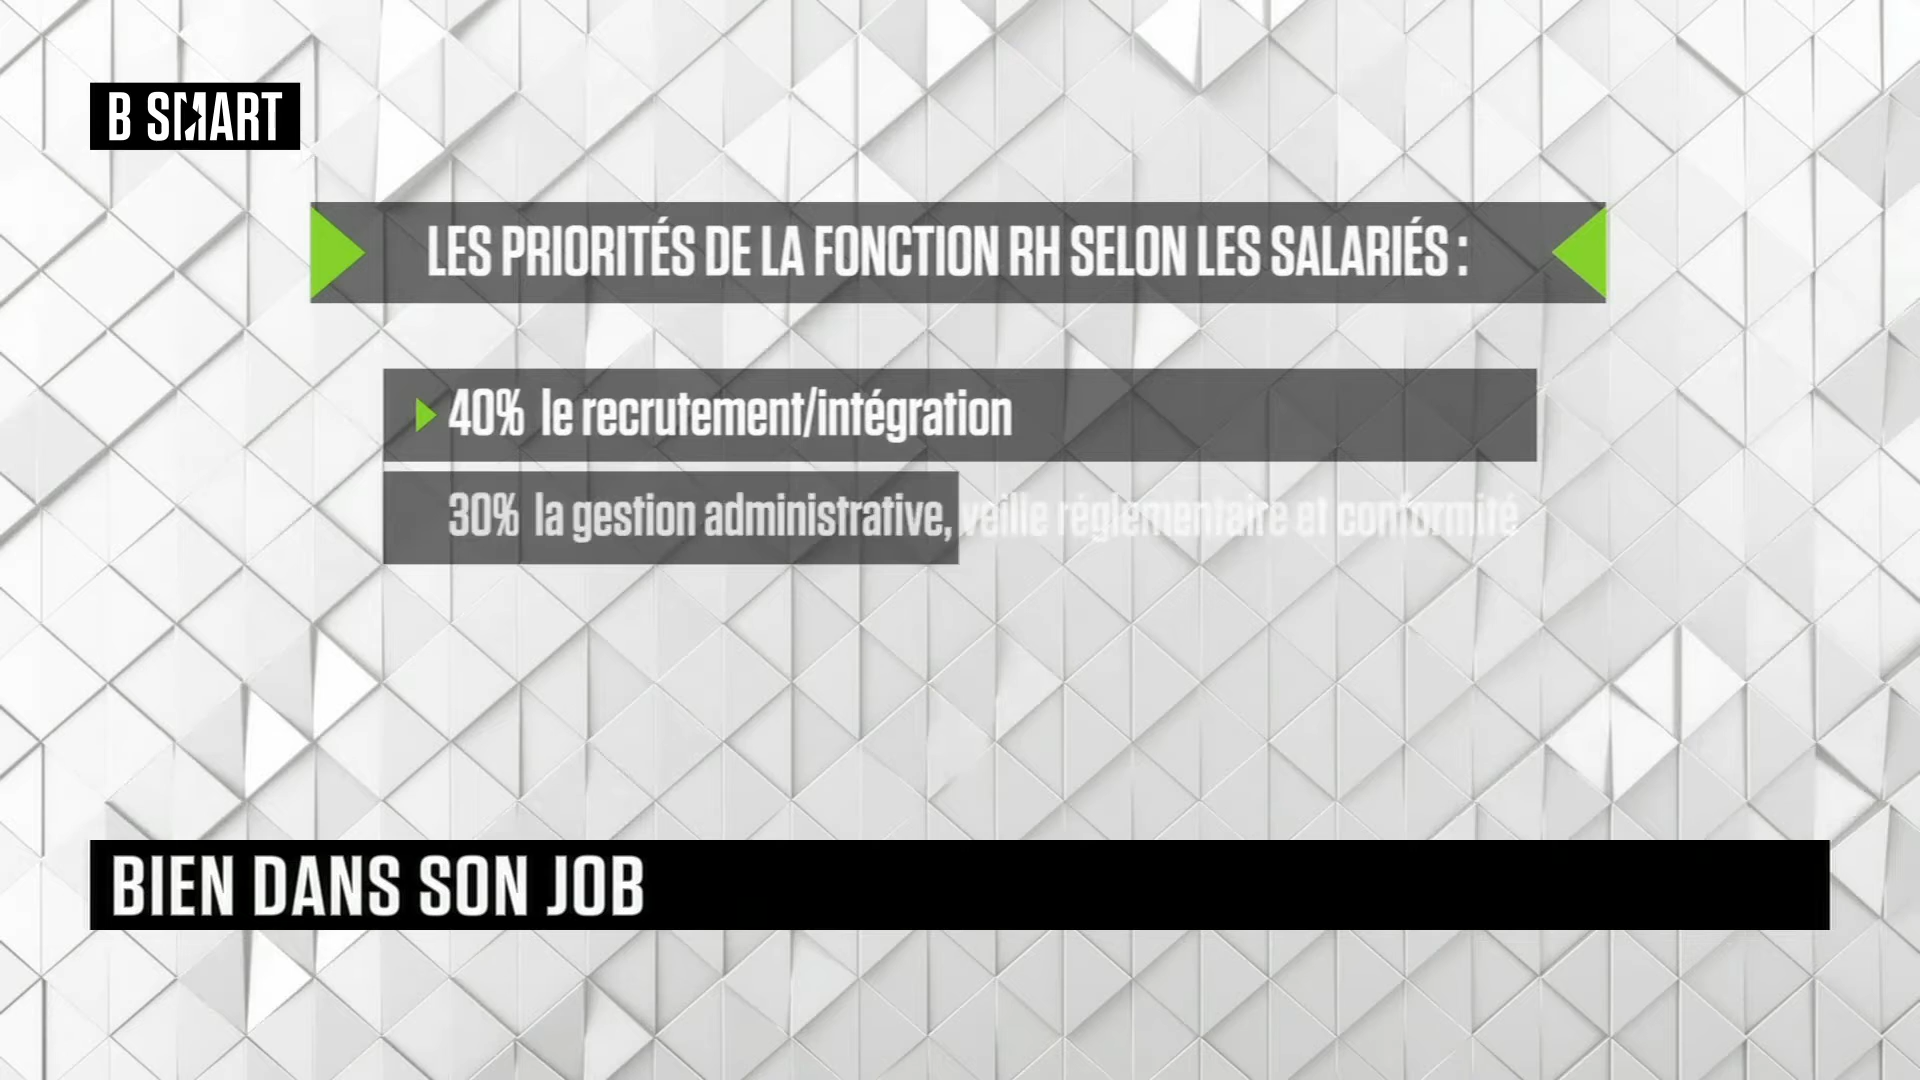 B SMART
LES PRIORITÉS DE LA FONCTION RH SELON LES SALARIÉS :
40% le recrutement/intégration
30% la gestion administrative, veille réglementaire et conformité
BIEN DANS SON JOB